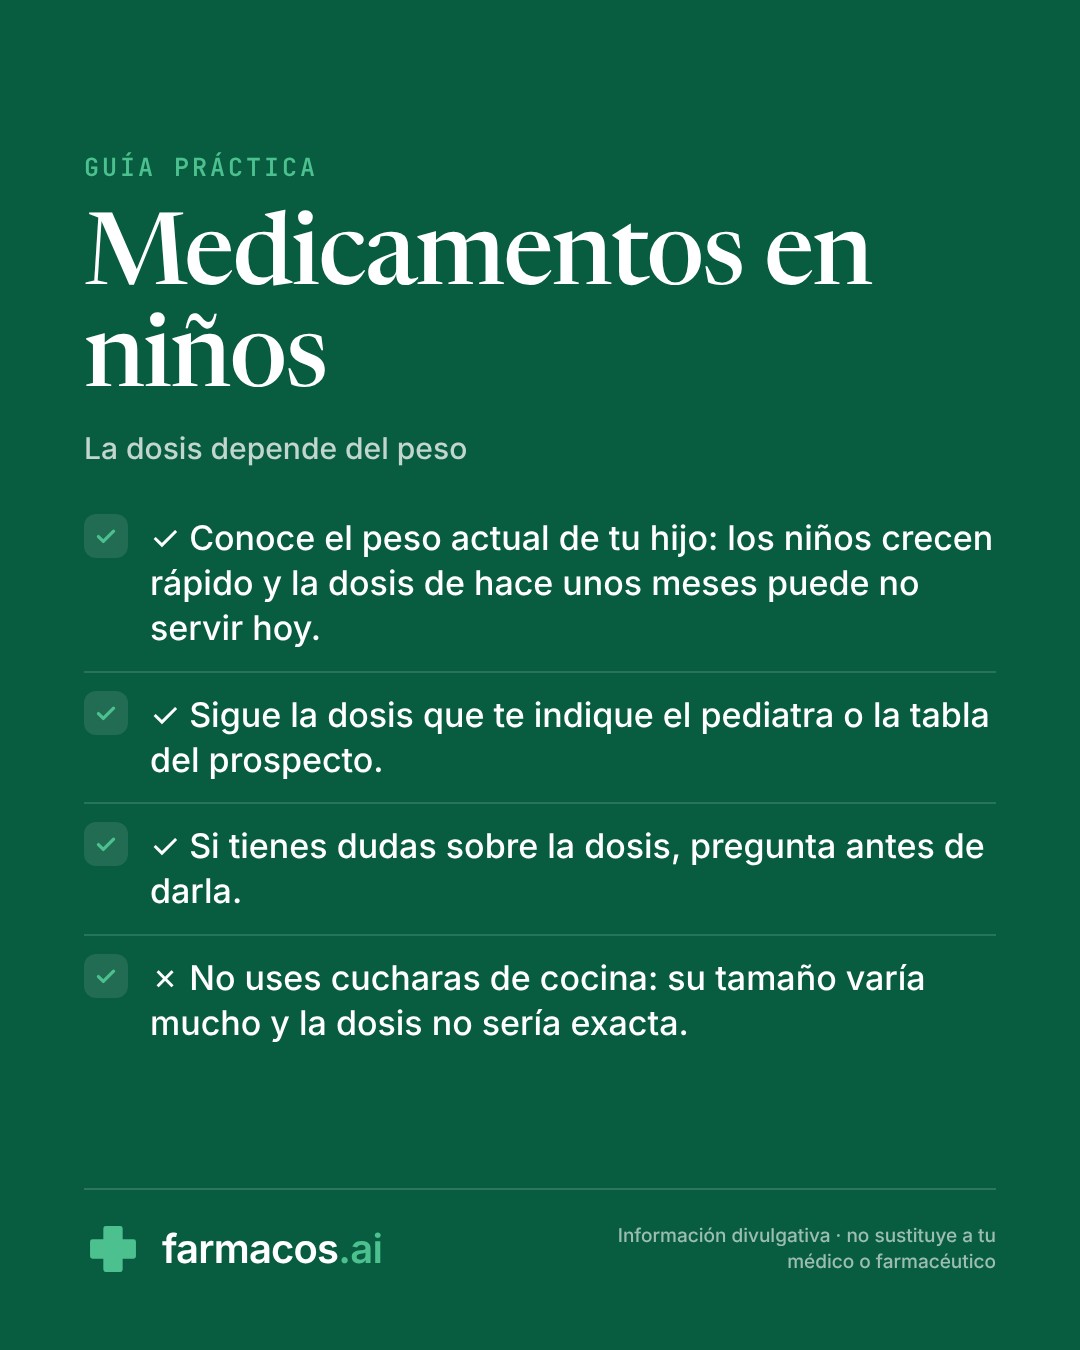 GUÍA PRÁCTICA
Medicamentos en
niños
La dosis depende del peso
✓ Conoce el peso actual de tu hijo: los niños crecen
rápido y la dosis de hace unos meses puede no
servir hoy.
✓ Sigue la dosis que te indique el pediatra o la tabla
del prospecto.
✓ Si tienes dudas sobre la dosis, pregunta antes de
darla.
✕ No uses cucharas de cocina: su tamaño varía
mucho y la dosis no sería exacta.
farmacos.ai
Información divulgativa · no sustituye a tu
médico o farmacéutico